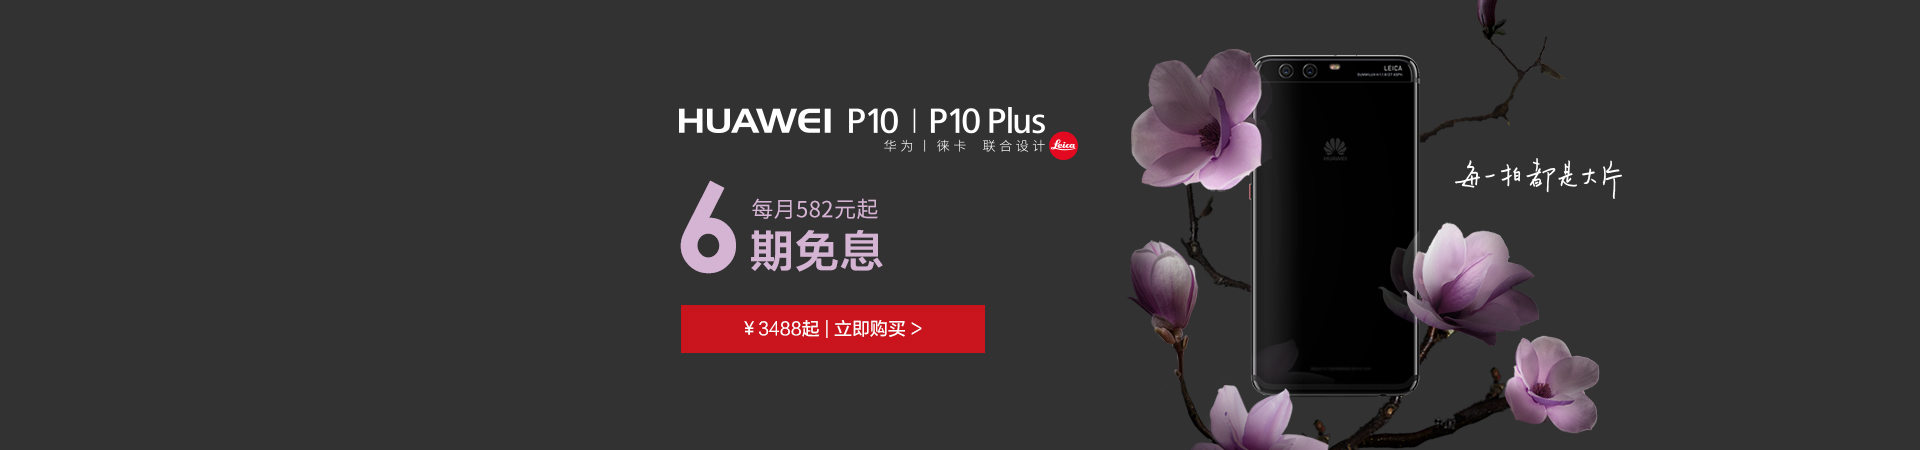 HUAWEI P10 | P10 Plus
华为 | 徕卡 联合设计 Leica
6
每月582元起
期免息
¥ 3488起 | 立即购买 >
LEICA
HUAWEI
每一拍都是大片